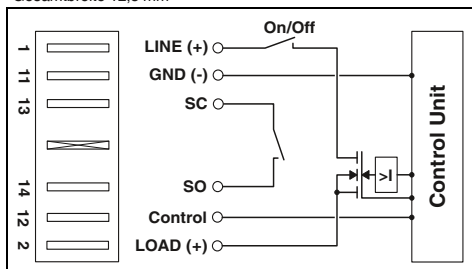 On/Off
1 LINE (+)
11 GND (-)
13 SC
14 SO
12 Control
2 LOAD (+)
>I
Control Unit